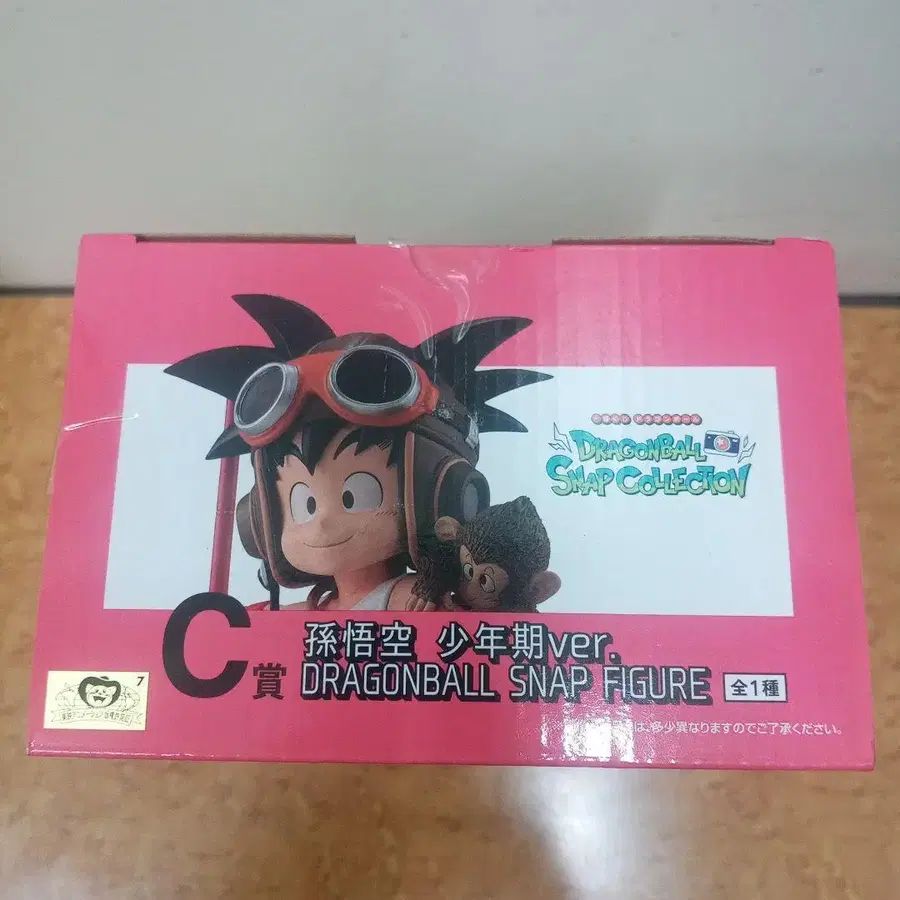 DRAGONBALL
SNAP COLLECTION
C賞
孫悟空 少年期ver.
DRAGONBALL SNAP FIGURE
全1種
は、多少異なりますのでご了承ください。
7